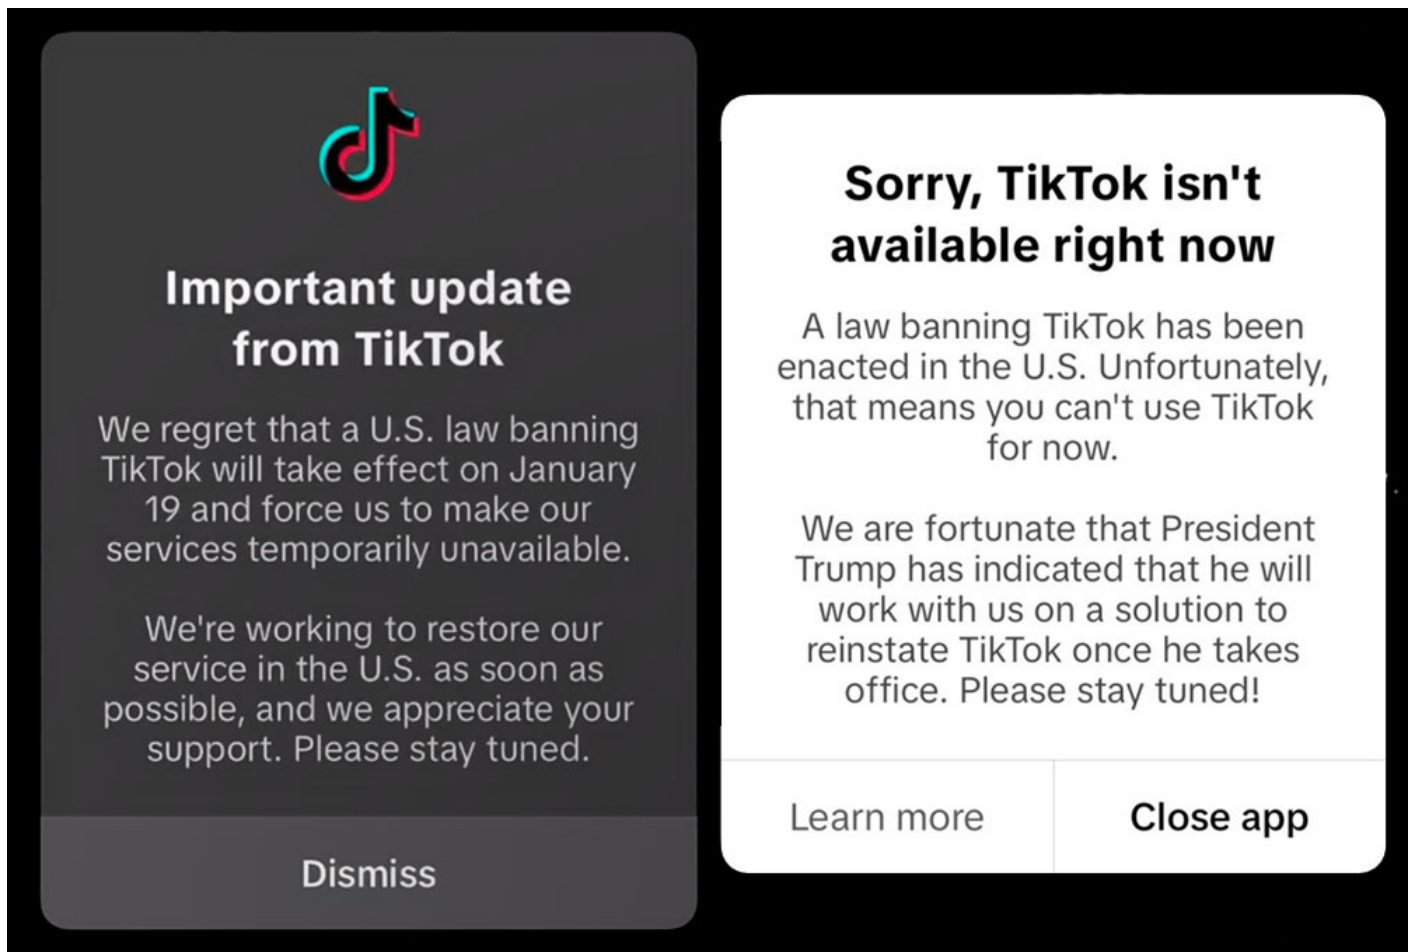 Important update
from TikTok
We regret that a U.S. law banning
TikTok will take effect on January
19 and force us to make our
services temporarily unavailable.
We're working to restore our
service in the U.S. as soon as
possible, and we appreciate your
support. Please stay tuned.
Dismiss
Sorry, TikTok isn't
available right now
A law banning TikTok has been
enacted in the U.S. Unfortunately,
that means you can't use TikTok
for now.
We are fortunate that President
Trump has indicated that he will
work with us on a solution to
reinstate TikTok once he takes
office. Please stay tuned!
Learn more
Close app